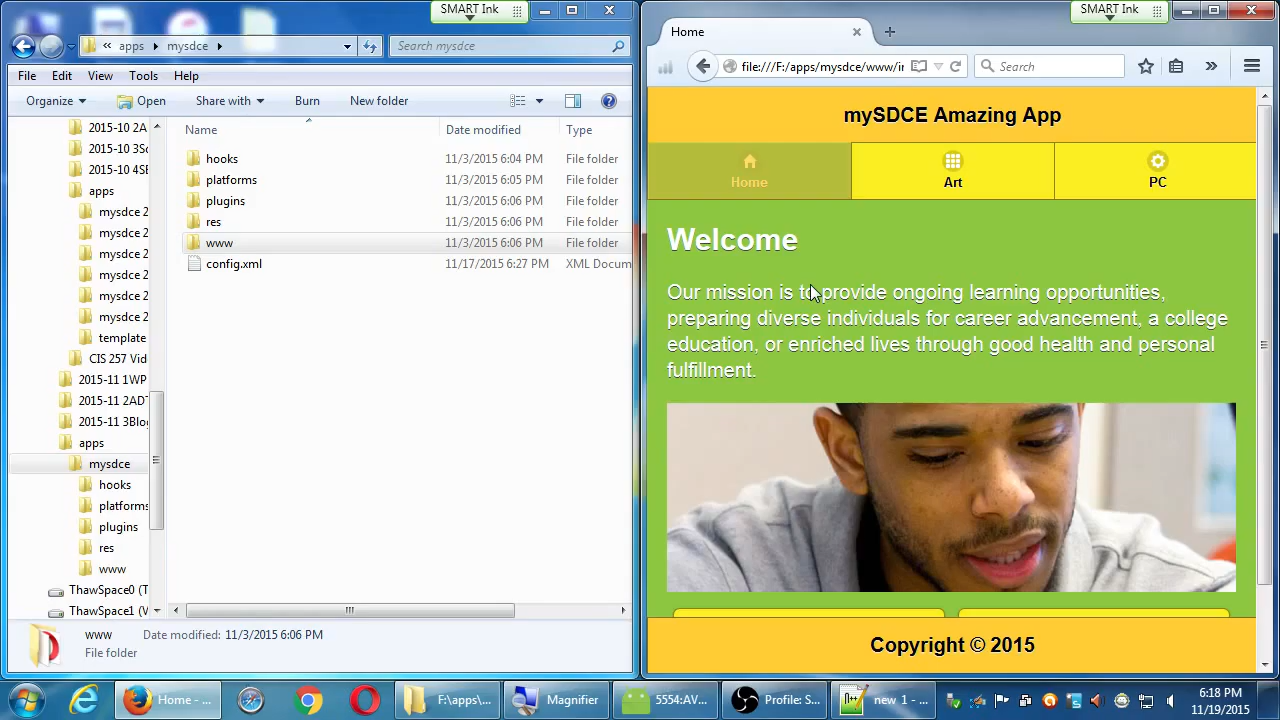 SMART Ink
SMART Ink
apps
mysdce
Search mysdce
File Edit View Tools Help
Organize Open Share with Burn New folder
2015-10 2A
2015-10 3Sc
2015-10 4SE
apps
mysdce 2
mysdce 2
mysdce 2
mysdce 2
mysdce 2
mysdce 2
template
CIS 257 Vid
2015-11 1WP
2015-11 2AD
2015-11 3Blo
apps
mysdce
hooks
platforms
plugins
res
www
ThawSpace0 (T
ThawSpace1 (V
Name Date modified Type
hooks 11/3/2015 6:04 PM File folder
platforms 11/3/2015 6:05 PM File folder
plugins 11/3/2015 6:06 PM File folder
res 11/3/2015 6:06 PM File folder
www 11/3/2015 6:06 PM File folder
config.xml 11/17/2015 6:27 PM XML Docum
www Date modified: 11/3/2015 6:06 PM
File folder
Home
file:///F:/apps/mysdce/www/in
Search
mySDCE Amazing App
Home Art PC
Welcome
Our mission is to provide ongoing learning opportunities,
preparing diverse individuals for career advancement, a college
education, or enriched lives through good health and personal
fulfillment.
Copyright © 2015
Home - ...
F:\apps\...
Magnifier
5554:AV...
Profile: S...
new 1 - ...
6:18 PM
11/19/2015